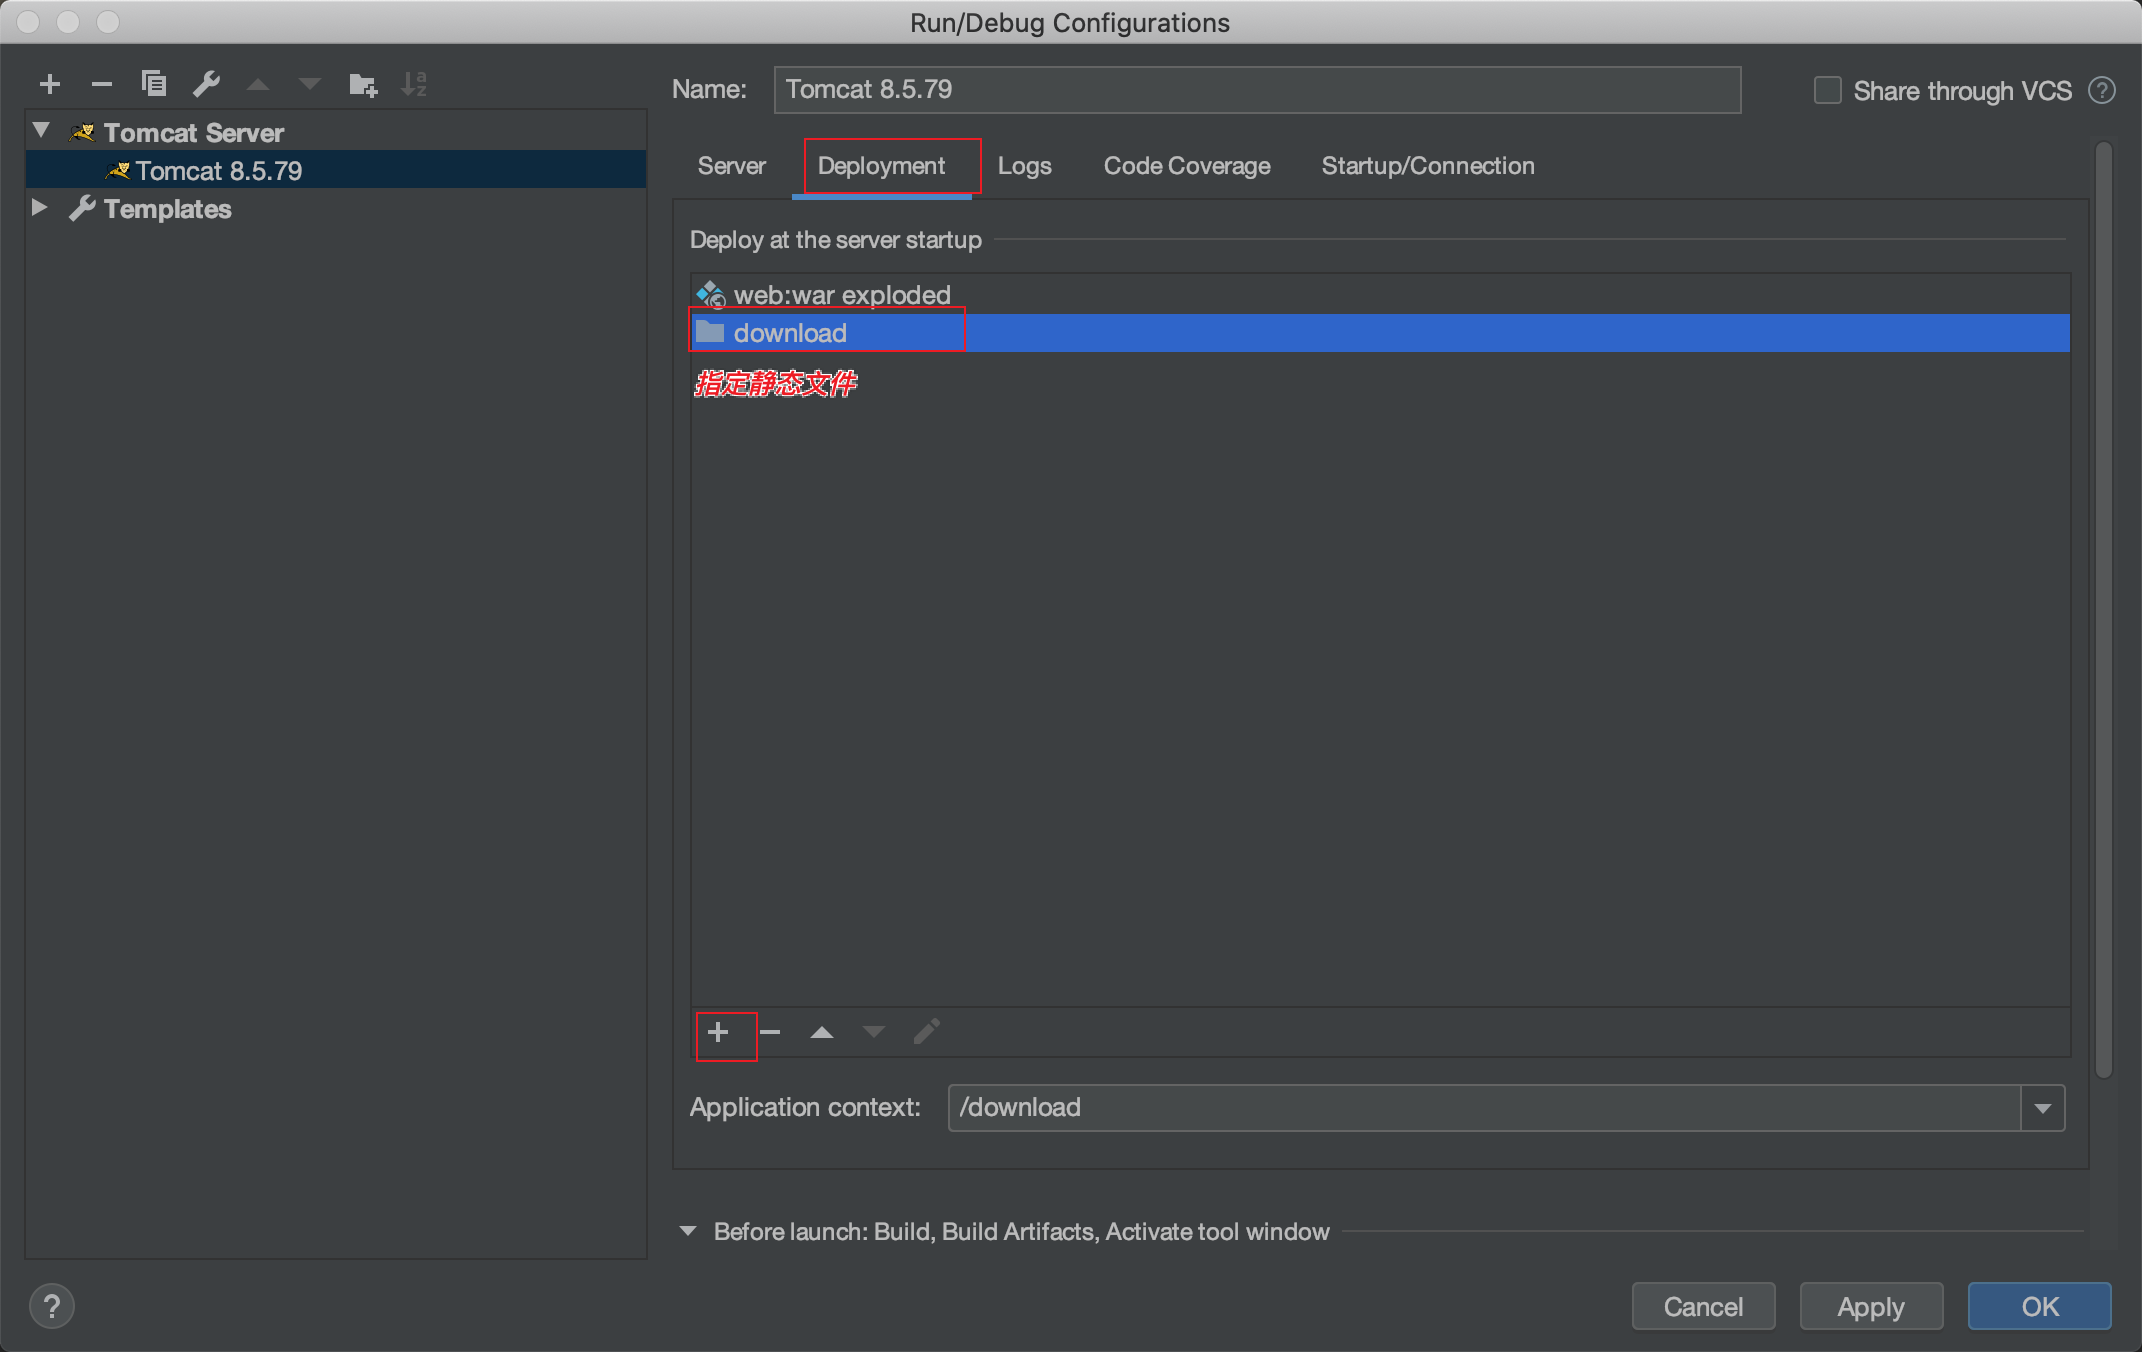 Run/Debug Configurations
Name: Tomcat 8.5.79
Share through VCS ?
Tomcat Server
Tomcat 8.5.79
Templates
Server Deployment Logs Code Coverage Startup/Connection
Deploy at the server startup
web:war exploded
download
指定静态文件
Application context: /download
Before launch: Build, Build Artifacts, Activate tool window
? Cancel Apply OK